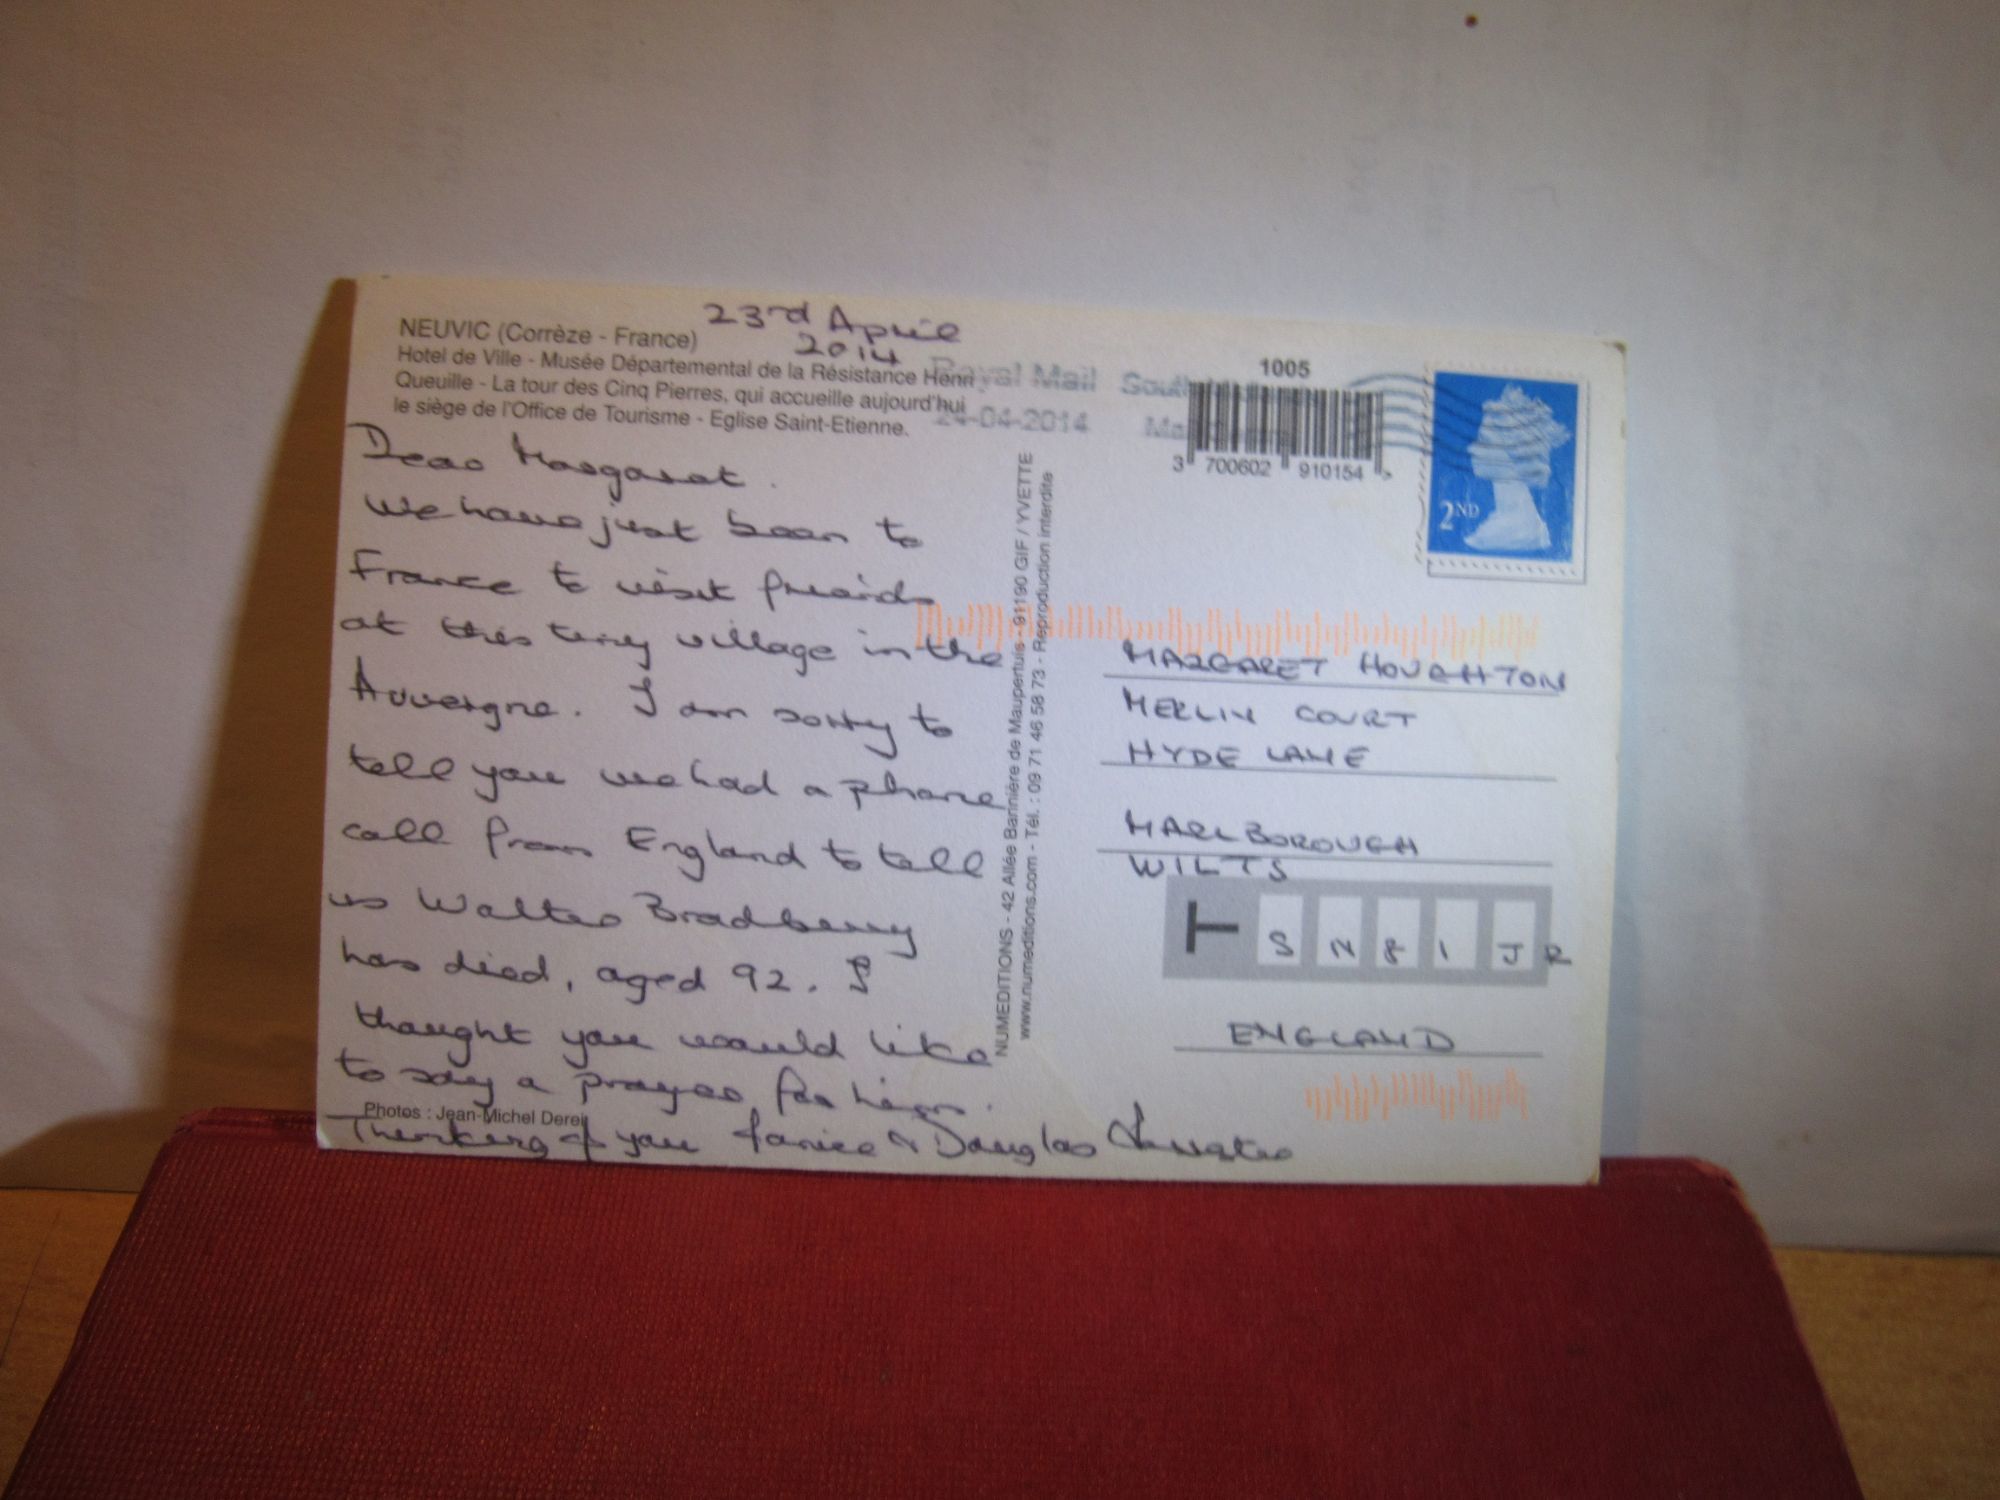 NEUVIC (Corrèze - France)
Hotel de Ville - Musée Départemental de la Résistance Henri
Queuille - La tour des Cinq Pierres, qui accueille aujourd'hui
le siège de l'Office de Tourisme - Eglise Saint-Etienne.
23rd April
2014
Royal Mail
24-04-2014
1005
3 700602 910154 >
2ND
Dear Margaret.
We have just been to
France to visit friends
at this tiny village in the
Auvergne. I am sorry to
tell you we had a phone
call from England to tell
us Walter Bradberry
has died, aged 92. I
thought you would like
to say a prayer for him.
Thinking of you Janice & Douglas
Photos : Jean-Michel
NUMEDITIONS - 42 Allée Bannière de Maupertuis - 91190 GIF / YVETTE
www.numeditions.com - Tél. : 09 71 46 58 73 - Reproduction interdite
MARGARET HOUGHTON
MERLIN COURT
HYDE LANE
MARLBOROUGH
WILTS
T S N 8 1 J R
ENGLAND